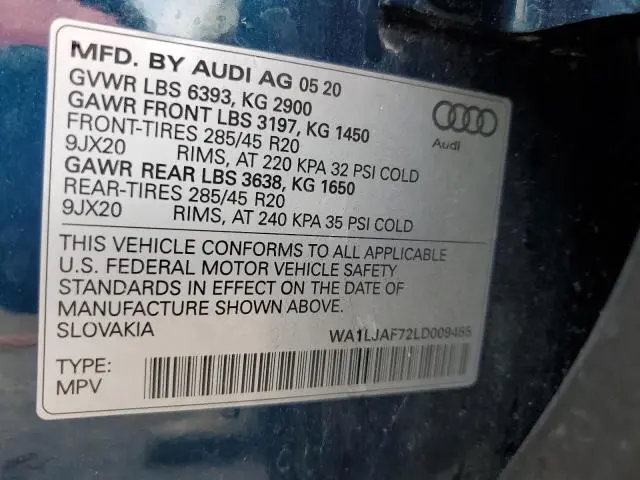 MFD. BY AUDI AG 05 20
GVWR LBS 6393, KG 2900
GAWR FRONT LBS 3197, KG 1450
FRONT-TIRES 285/45 R20
9JX20 RIMS, AT 220 KPA 32 PSI COLD
GAWR REAR LBS 3638, KG 1650
REAR-TIRES 285/45 R20
9JX20 RIMS, AT 240 KPA 35 PSI COLD
Audi
THIS VEHICLE CONFORMS TO ALL APPLICABLE
U.S. FEDERAL MOTOR VEHICLE SAFETY
STANDARDS IN EFFECT ON THE DATE OF
MANUFACTURE SHOWN ABOVE.
SLOVAKIA
TYPE:
MPV